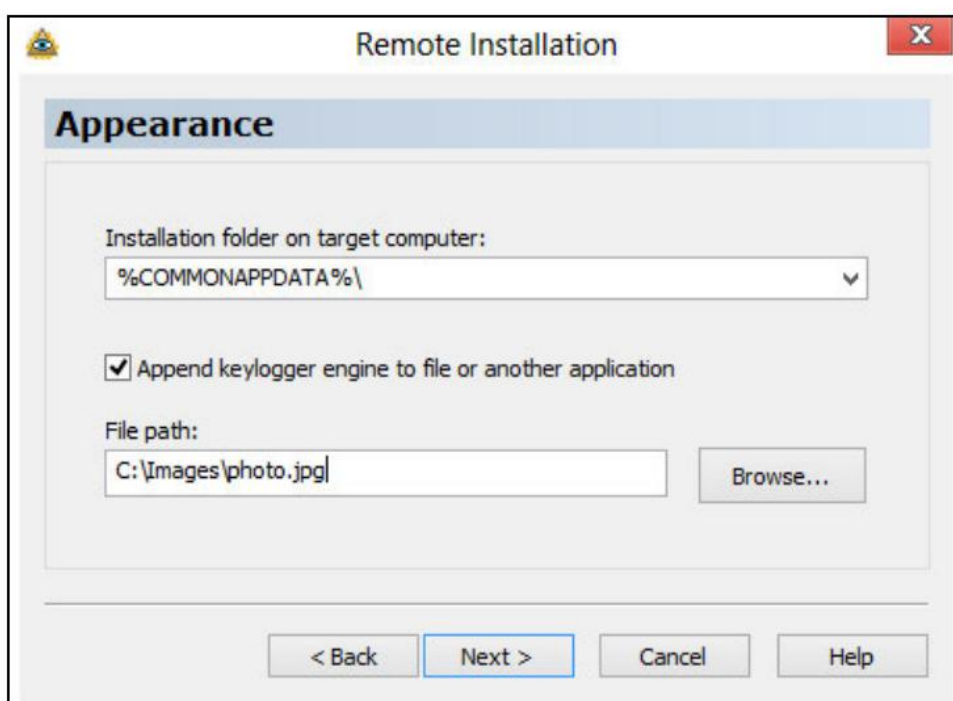 Remote Installation
Appearance
Installation folder on target computer:
%COMMONAPPDATA%\
Append keylogger engine to file or another application
File path:
C:\Images\photo.jpg
Browse...
< Back Next > Cancel Help